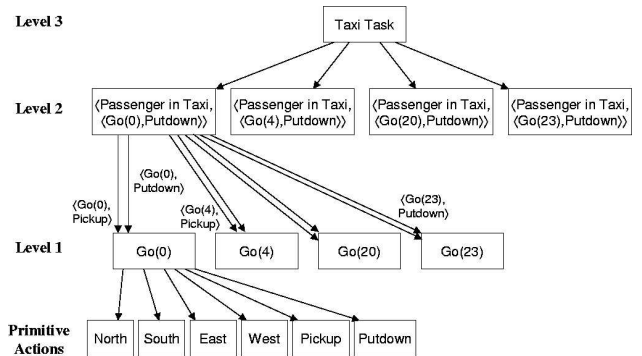 Level 3
Taxi Task
Level 2
⟨Passenger in Taxi, ⟨Go(0),Putdown⟩⟩
⟨Passenger in Taxi, ⟨Go(4),Putdown⟩⟩
⟨Passenger in Taxi, ⟨Go(20),Putdown⟩⟩
⟨Passenger in Taxi, ⟨Go(23),Putdown⟩⟩
⟨Go(0),
Pickup⟩
⟨Go(0),
Putdown⟩
⟨Go(4),
Pickup⟩
⟨Go(23),
Putdown⟩
Level 1
Go(0)
Go(4)
Go(20)
Go(23)
Primitive
Actions
North
South
East
West
Pickup
Putdown